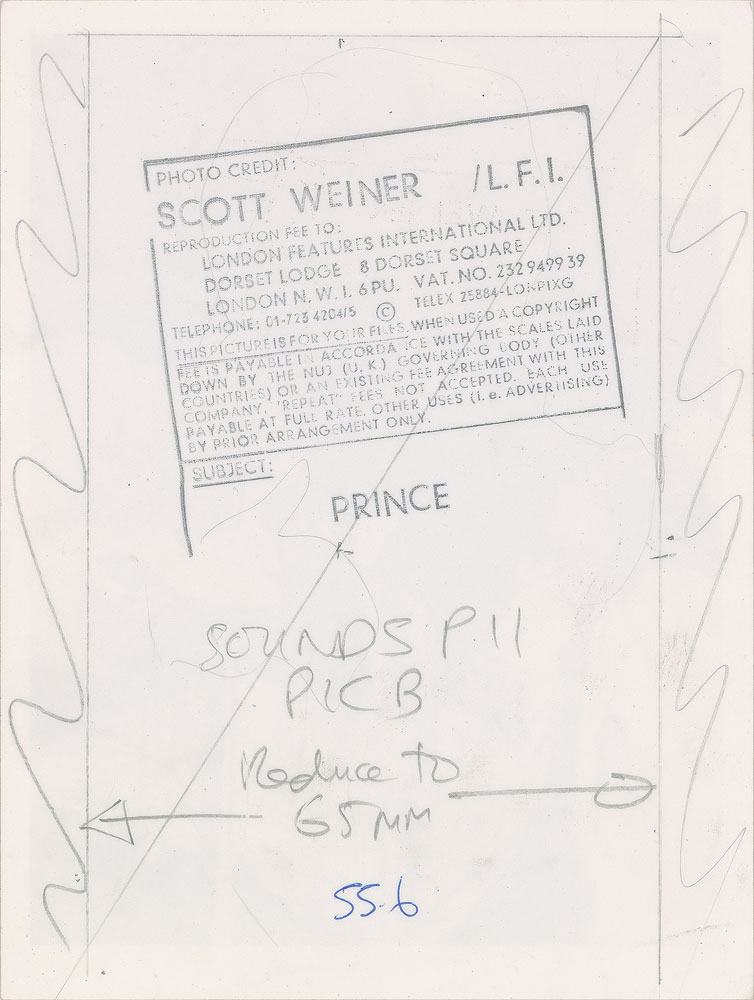 PHOTO CREDIT:
SCOTT WEINER /L.F.I.
REPRODUCTION FEE TO:
LONDON FEATURES INTERNATIONAL LTD.
DORSET LODGE 8 DORSET SQUARE
LONDON N.W.1. 6PU. VAT. NO. 232 9499 39
TELEPHONE: 01-723 4204/5 © TELEX 25884-LONPIXG
THIS PICTURE IS FOR YOUR FILES. WHEN USED A COPYRIGHT
FEE IS PAYABLE IN ACCORDANCE WITH THE SCALES LAID
DOWN BY THE NUJ (U.K.) GOVERNING BODY (OTHER
COUNTRIES) OR AN EXISTING FEE AGREEMENT WITH THIS
COMPANY. "REPEAT" FEES NOT ACCEPTED. EACH USE
PAYABLE AT FULL RATE. OTHER USES (I.e. ADVERTISING)
BY PRIOR ARRANGEMENT ONLY.
SUBJECT:
PRINCE
SOUNDS P11
PIC B
Reduce to
65MM
55.6